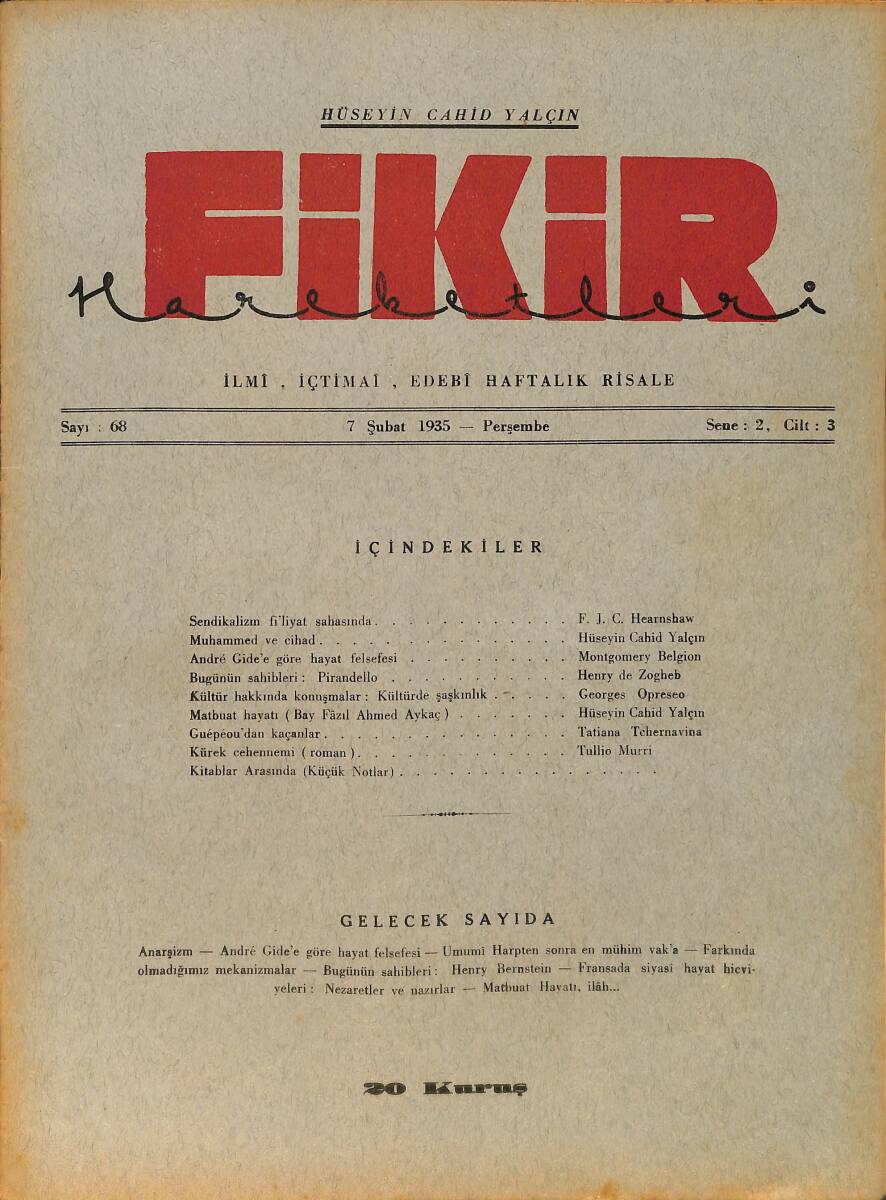 HÜSEYİN CAHİD YALÇIN
FİKİR
Hareketleri
İLMÎ , İÇTİMAÎ , EDEBÎ HAFTALIK RİSALE
Sayı : 68 7 Şubat 1935 — Perşembe Sene : 2, Cilt : 3
İÇİNDEKİLER
Sendikalizm fi'liyat sahasında . . . . . . . . . . . F. J. C. Hearnshaw
Muhammed ve cihad . . . . . . . . . . . . . . Hüseyin Cahid Yalçın
André Gide'e göre hayat felsefesi . . . . . . . . . . Montgomery Belgion
Bugünün sahibleri : Pirandello . . . . . . . . . . . Henry de Zogheb
Kültür hakkında konuşmalar : Kültürde şaşkınlık . . . . . Georges Opreseo
Matbuat hayatı ( Bay Fâzıl Ahmed Aykaç ) . . . . . . . Hüseyin Cahid Yalçın
Guépéou'dan kaçanlar . . . . . . . . . . . . . . Tatiana Tchernavina
Kürek cehennemi ( roman ) . . . . . . . . . . . . . Tullio Murri
Kitablar Arasında (Küçük Notlar) . . . . . . . . . . . . . . . .
GELECEK SAYIDA
Anarşizm — André Gide'e göre hayat felsefesi — Umumî Harpten sonra en mühim vak'a — Farkında
olmadığımız mekanizmalar — Bugünün sahibleri : Henry Bernstein — Fransada siyasî hayat hicvi-
yeleri : Nezaretler ve nazırlar — Matbuat Hayatı, ilâh...
20 Kuruş